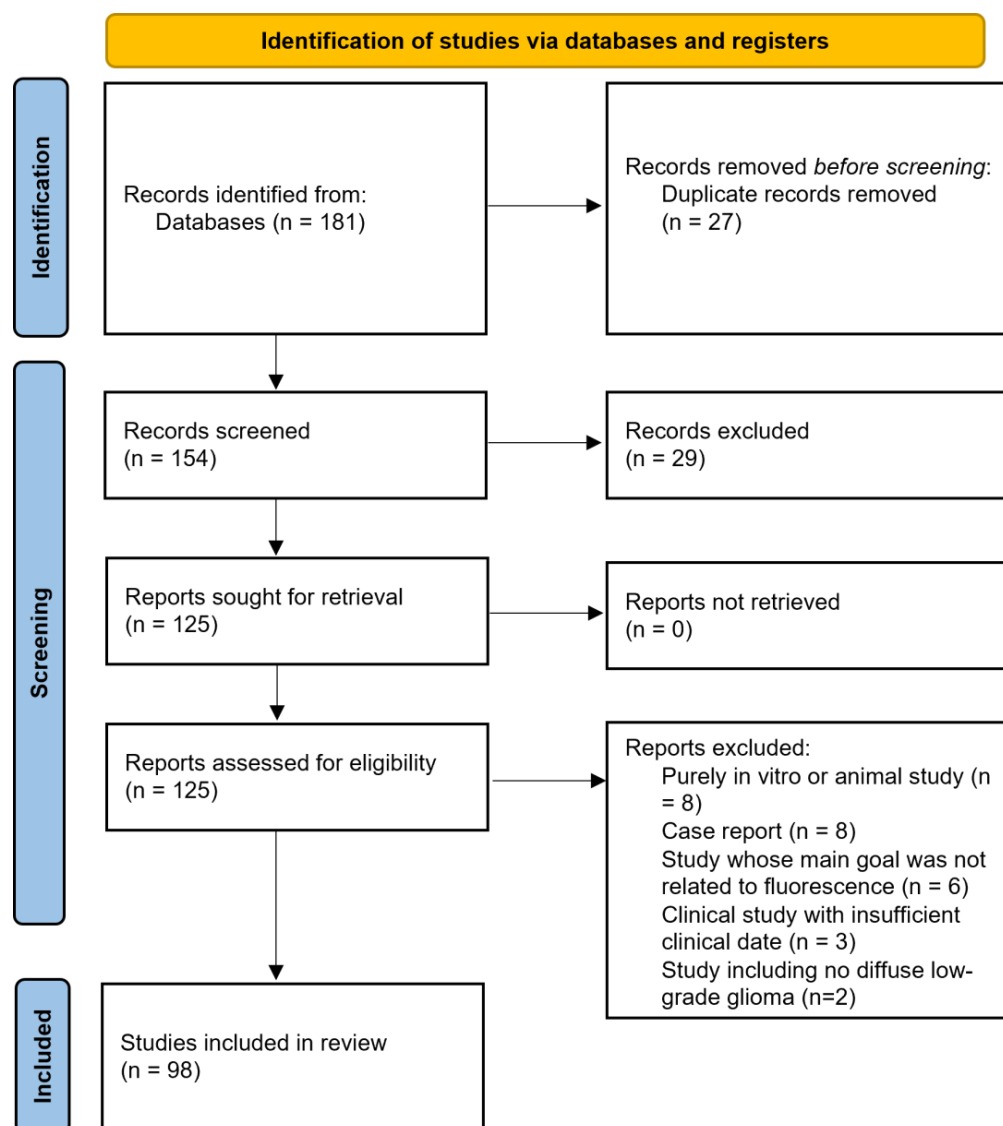 Identification of studies via databases and registers
Identification
Records identified from:
Databases (n = 181)
Records removed before screening:
Duplicate records removed
(n = 27)
Screening
Records screened
(n = 154)
Records excluded
(n = 29)
Reports sought for retrieval
(n = 125)
Reports not retrieved
(n = 0)
Reports assessed for eligibility
(n = 125)
Reports excluded:
Purely in vitro or animal study (n
= 8)
Case report (n = 8)
Study whose main goal was not
related to fluorescence (n = 6)
Clinical study with insufficient
clinical date (n = 3)
Study including no diffuse low-
grade glioma (n=2)
Included
Studies included in review
(n = 98)